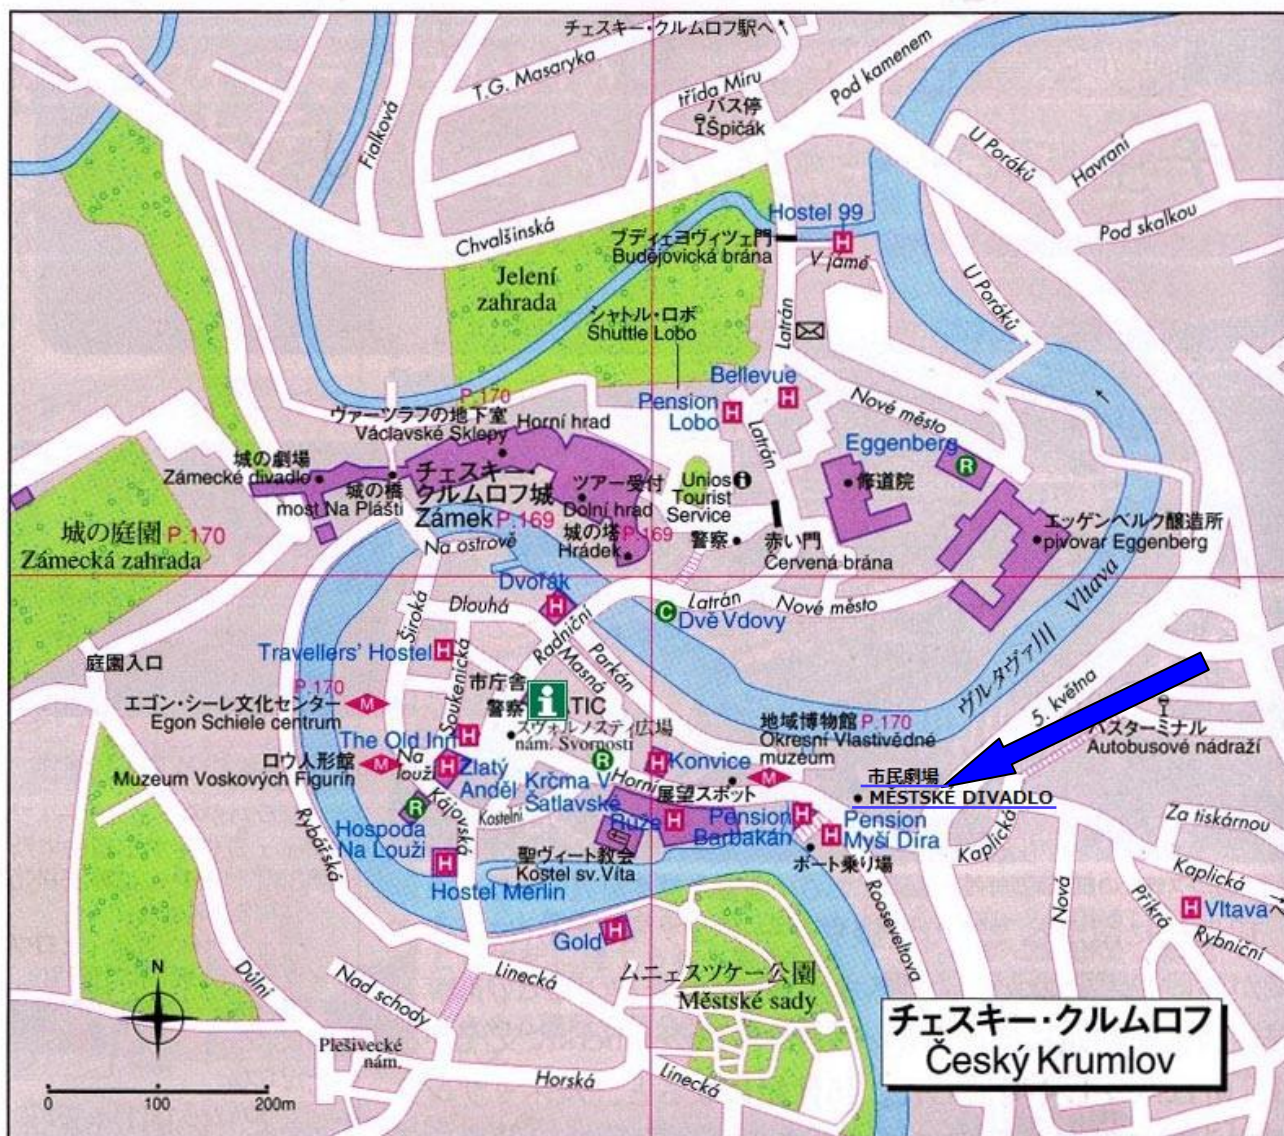 チェスキー・クルムロフ駅へ
T.G. Masaryka
třída Míru
バス停
Špičák
Pod kamenem
Fialková
U Poráků
Havraní
Pod skalkou
Chvalšinská
Hostel 99
ブディェヨヴィツェ門
Budějovická brána
V jámě
Jelení
zahrada
U Poráků
シャトル・ロボ
Shuttle Lobo
Latrán
Bellevue
P.170
Pension
Lobo
Nové město
ヴァーツラフの地下室
Václavské Sklepy
Horní hrad
Latrán
Eggenberg
R
城の劇場
Zámecké divadlo
城の橋
most Na Plášti
チェスキー・
クルムロフ城
Zámek P.169
ツアー受付
Dolní hrad
Unios
Tourist
Service
修道院
城の庭園 P.170
Zámecká zahrada
城の塔 P.169
Hrádek
警察
赤い門
Červená brána
エッゲンベルク醸造所
pivovar Eggenberg
Na ostrově
Dvořák
Latrán
Nové město
Dlouhá
Široká
C
Dvě Vdovy
Vltava
ヴルタヴァ川
Radniční
Masná
Parkán
Travellers' Hostel
庭園入口
Soukenická
市庁舎
警察
TIC
P.170
エゴン・シーレ文化センター
Egon Schiele centrum
M
スヴォルノスティ広場
nám. Svornosti
地域博物館 P.170
Okresní Vlastivědné
muzeum
5. května
バスターミナル
Autobusové nádraží
The Old Inn
ロウ人形館
Muzeum Voskových Figurín
M
Na
louži
Zlatý
Anděl
Krčma V
Šatlavské
R
Horní
Konvice
M
展望スポット
市民劇場
MĚSTSKÉ DIVADLO
R
Kájovská
Kostelní
Růže
Pension
Barbakán
Pension
Myší Díra
Hospoda
Na Louži
Rybářská
聖ヴィート教会
Kostel sv.Víta
ボート乗り場
Kaplická
Za tiskárnou
Kaplická
Hostel Merlin
Gold
Rooseveltova
Nová
Příkrá
Vltavaへ
Rybniční
Linecká
ムニェスツケー公園
Městské sady
N
Důlní
Nad schody
Plešivecké
nám.
Horská
Linecká
チェスキー・クルムロフ
Český Krumlov
0 100 200m